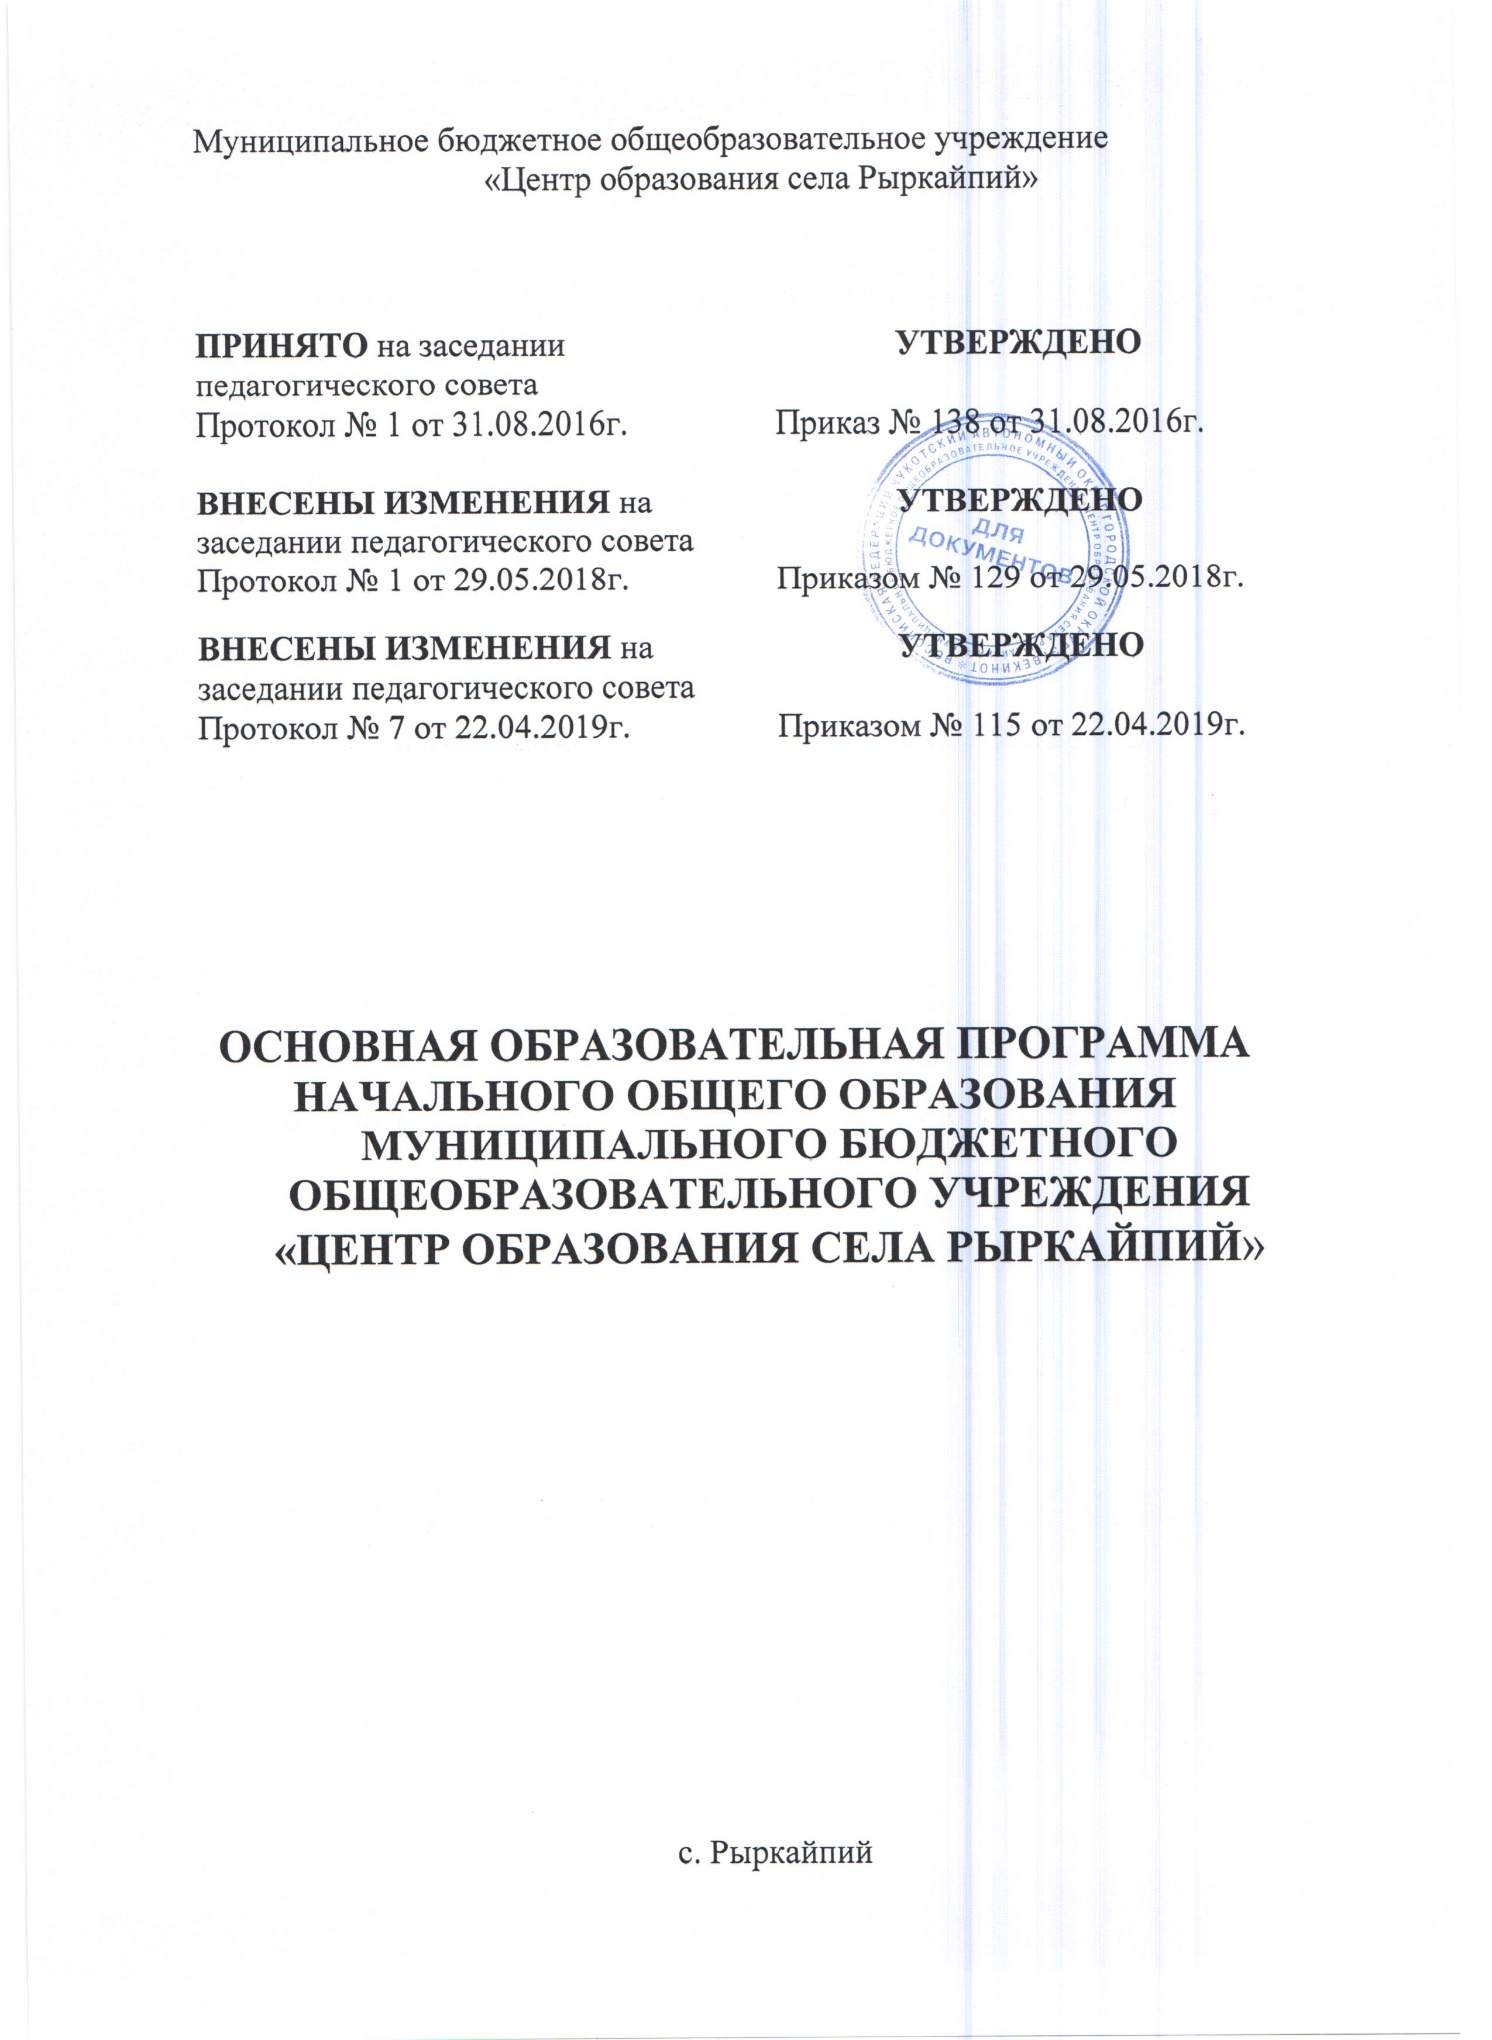 Муниципальное бюджетное общеобразовательное учреждение
«Центр образования села Рыркайпий»
ПРИНЯТО на заседании
педагогического совета
Протокол № 1 от 31.08.2016г.
УТВЕРЖДЕНО
Приказ № 138 от 31.08.2016г.
ВНЕСЕНЫ ИЗМЕНЕНИЯ на
заседании педагогического совета
Протокол № 1 от 29.05.2018г.
УТВЕРЖДЕНО
Приказом № 129 от 29.05.2018г.
ВНЕСЕНЫ ИЗМЕНЕНИЯ на
заседании педагогического совета
Протокол № 7 от 22.04.2019г.
УТВЕРЖДЕНО
Приказом № 115 от 22.04.2019г.
ЧУКОТСКИЙ АВТОНОМНЫЙ
ДЛЯ
ДОКУМЕНТОВ
ОСНОВНАЯ ОБРАЗОВАТЕЛЬНАЯ ПРОГРАММА
НАЧАЛЬНОГО ОБЩЕГО ОБРАЗОВАНИЯ
МУНИЦИПАЛЬНОГО БЮДЖЕТНОГО
ОБЩЕОБРАЗОВАТЕЛЬНОГО УЧРЕЖДЕНИЯ
«ЦЕНТР ОБРАЗОВАНИЯ СЕЛА РЫРКАЙПИЙ»
с. Рыркайпий